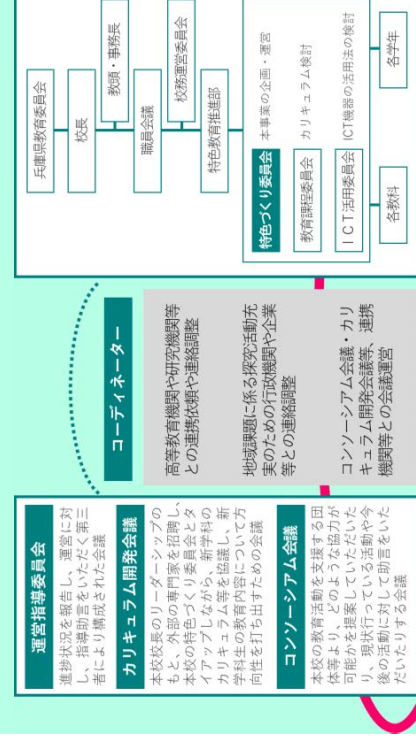 運営指導委員会
進捗状況を報告し、運営に対
し、指導助言をいただく第三
者により構成された会議
カリキュラム開発会議
本校校長のリーダーシップの
もと、外部の専門家を招聘し、
本校の特色づくり委員会とタ
イアップしながら、新学科の
カリキュラム等を協議し、新
学科生の教育内容について方
向性を打ち出すための会議
コンソーシアム会議
本校の教育活動を支援する団
体等より、どのような協力が
可能かを提案していただいた
り、現状行っている活動や今
後の活動に対して助言をいた
だいたりする会議
コーディネーター
高等教育機関や研究機関等
との連携依頼や連絡調整
地域課題に係る探究活動充
実のための行政機関や企業
等との連絡調整
コンソーシアム会議・カリ
キュラム開発会議等、連携
機関等との会議運営
兵庫県教育委員会
校長
教頭・事務長
職員会議
校務運営委員会
特色教育推進部
特色づくり委員会 本事業の企画・運営
教育課程委員会 カリキュラム検討
ICT活用委員会 ICT機器の活用法の検討
各教科 各学年